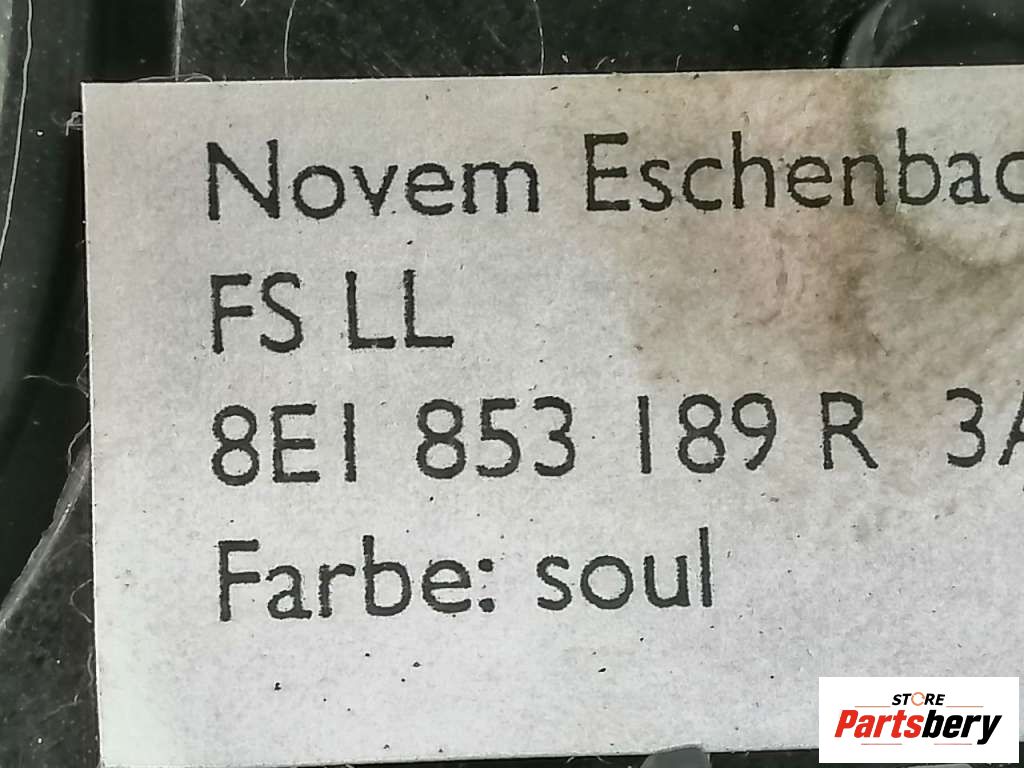 Novem Eschenbac
FS LL
8E1 853 189 R 3A
Farbe: soul
STORE
Partsbery